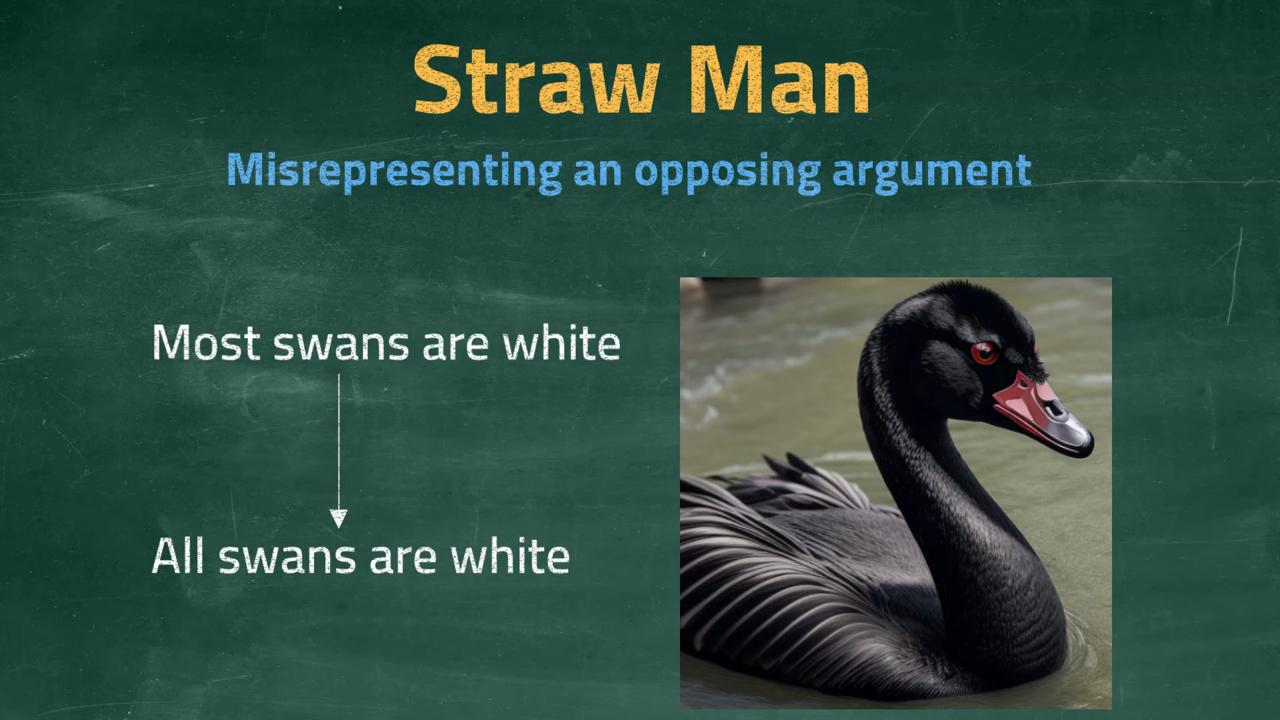 Straw Man
Misrepresenting an opposing argument
Most swans are white
All swans are white